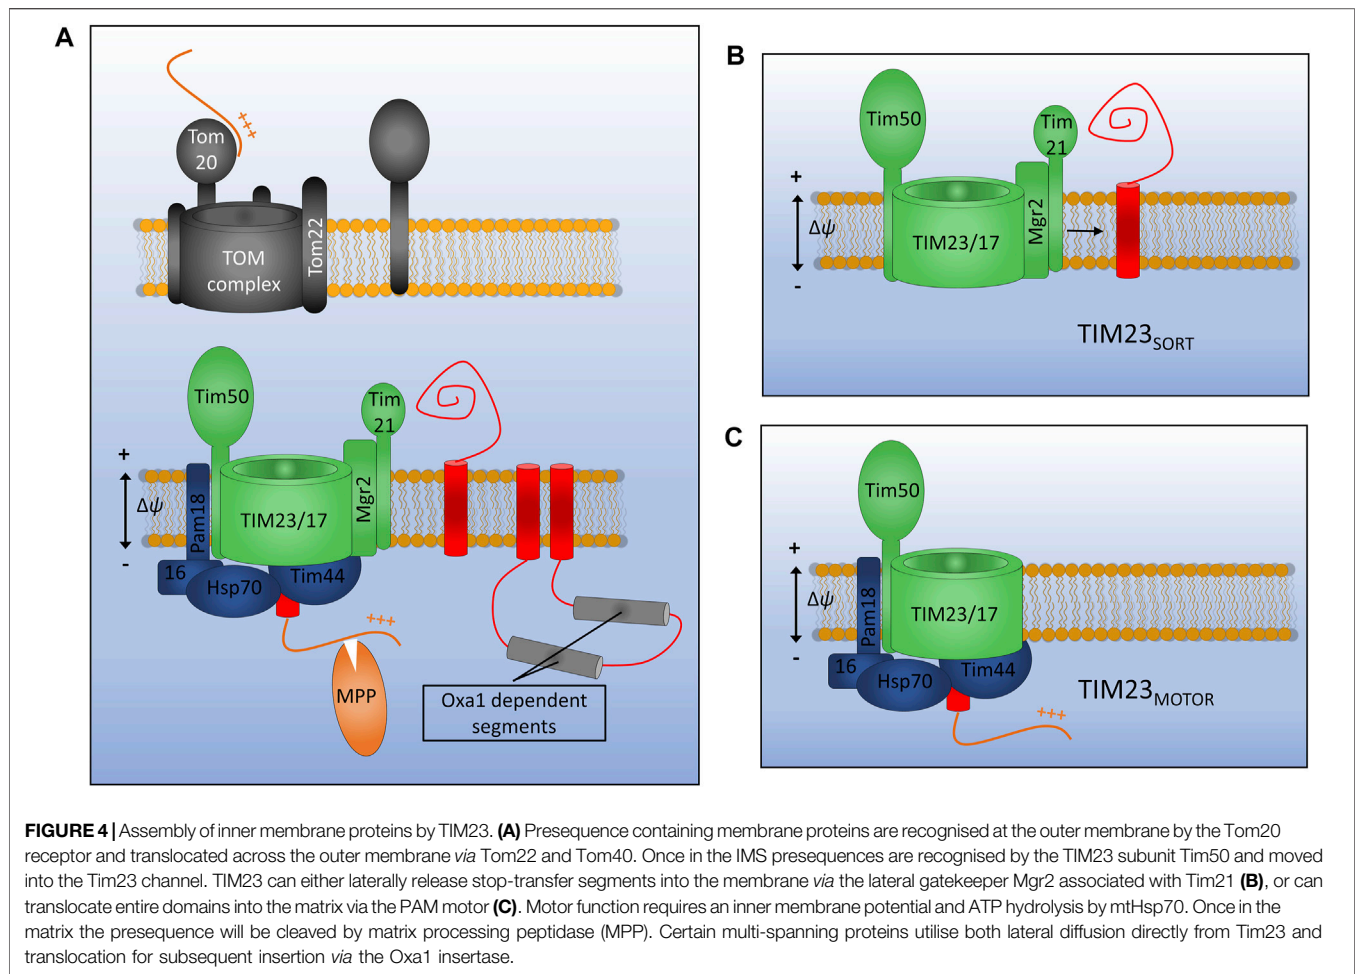 A
Tom
20
+++
TOM
complex
Tom22
Tim50
Tim
21
+
Δψ
-
Pam18
TIM23/17
Mgr2
16
Hsp70
Tim44
+++
MPP
Oxa1 dependent
segments
B
Tim50
Tim
21
+
Δψ
-
TIM23/17
Mgr2
TIM23SORT
C
Tim50
+
Δψ
-
Pam18
TIM23/17
16
Hsp70
Tim44
TIM23MOTOR
+++
FIGURE 4 | Assembly of inner membrane proteins by TIM23. (A) Presequence containing membrane proteins are recognised at the outer membrane by the Tom20
receptor and translocated across the outer membrane via Tom22 and Tom40. Once in the IMS presequences are recognised by the TIM23 subunit Tim50 and moved
into the Tim23 channel. TIM23 can either laterally release stop-transfer segments into the membrane via the lateral gatekeeper Mgr2 associated with Tim21 (B), or can
translocate entire domains into the matrix via the PAM motor (C). Motor function requires an inner membrane potential and ATP hydrolysis by mtHsp70. Once in the
matrix the presequence will be cleaved by matrix processing peptidase (MPP). Certain multi-spanning proteins utilise both lateral diffusion directly from Tim23 and
translocation for subsequent insertion via the Oxa1 insertase.